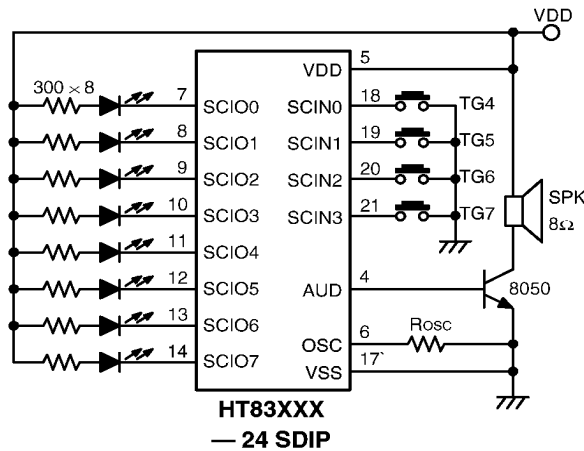 VDD
300 × 8
7 SCIO0
8 SCIO1
9 SCIO2
10 SCIO3
11 SCIO4
12 SCIO5
13 SCIO6
14 SCIO7
VDD 5
SCIN0 18 TG4
SCIN1 19 TG5
SCIN2 20 TG6
SCIN3 21 TG7
AUD 4
OSC 6 Rosc
VSS 17`
SPK
8Ω
8050
HT83XXX
— 24 SDIP